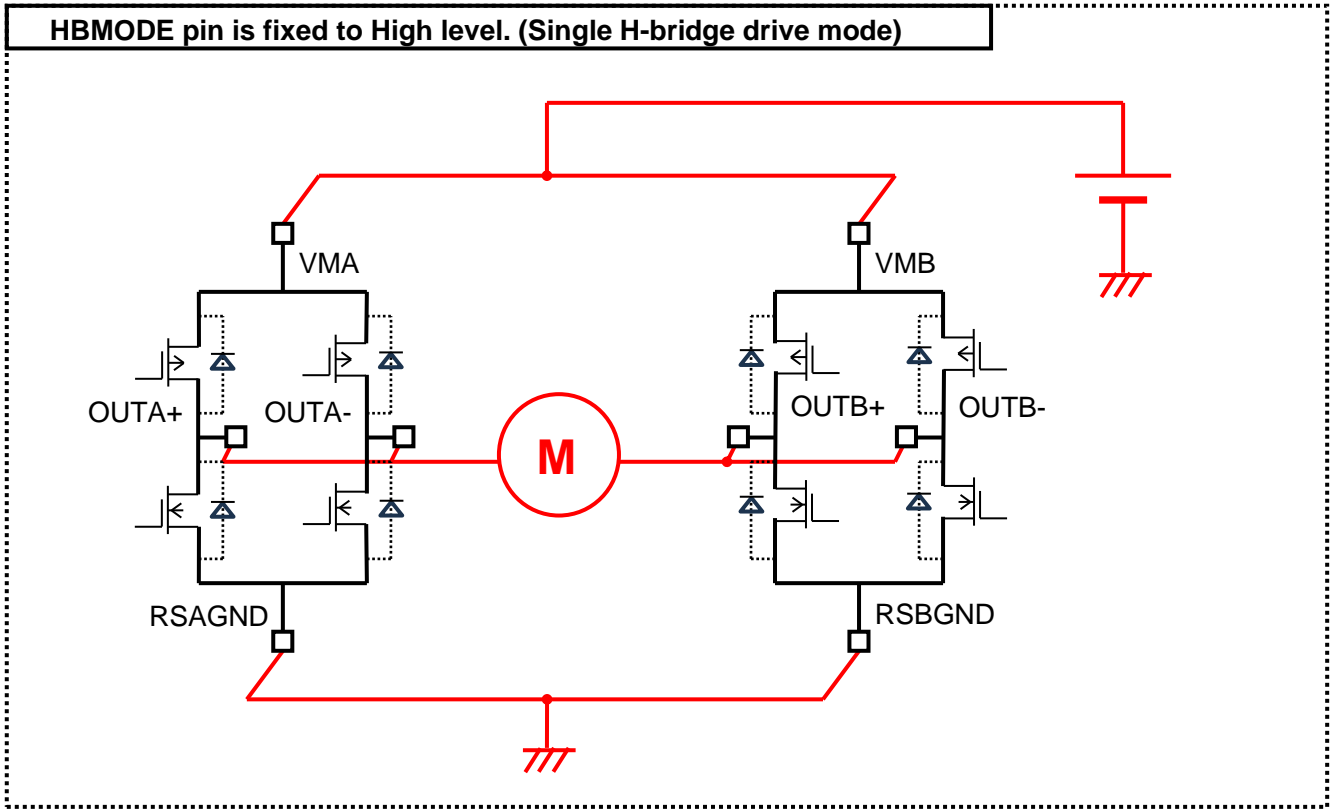 HBMODE pin is fixed to High level. (Single H-bridge drive mode)
VMA
VMB
OUTA+
OUTA-
OUTB+
OUTB-
M
RSAGND
RSBGND